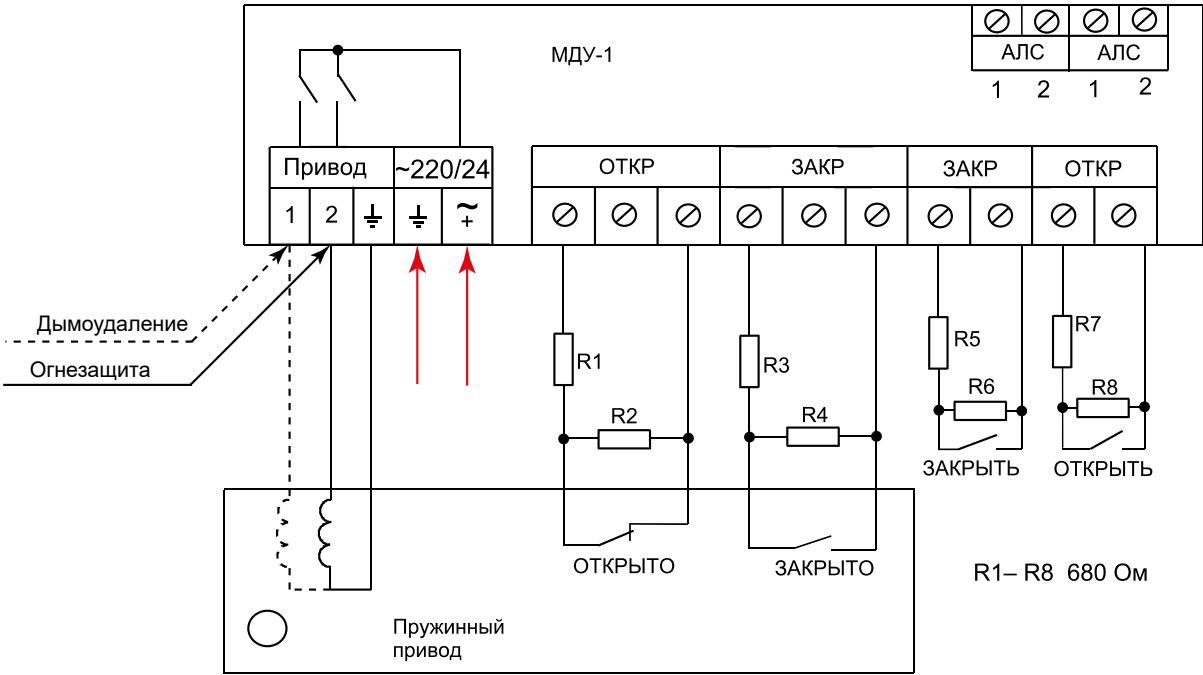 МДУ-1
АЛС АЛС
1 2 1 2
Привод ~220/24
1 2 ~
+
ОТКР ЗАКР ЗАКР ОТКР
Дымоудаление
Огнезащита
R1
R2
R3
R4
R5
R6
R7
R8
ЗАКРЫТЬ ОТКРЫТЬ
ОТКРЫТО ЗАКРЫТО
R1– R8 680 Ом
Пружинный
привод